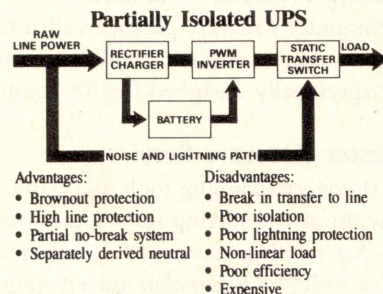 Partially Isolated UPS
RAW
LINE POWER
RECTIFIER
CHARGER
PWM
INVERTER
STATIC
TRANSFER
SWITCH
LOAD
BATTERY
NOISE AND LIGHTNING PATH
Advantages:
• Brownout protection
• High line protection
• Partial no-break system
• Separately derived neutral
Disadvantages:
• Break in transfer to line
• Poor isolation
• Poor lightning protection
• Non-linear load
• Poor efficiency
• Expensive